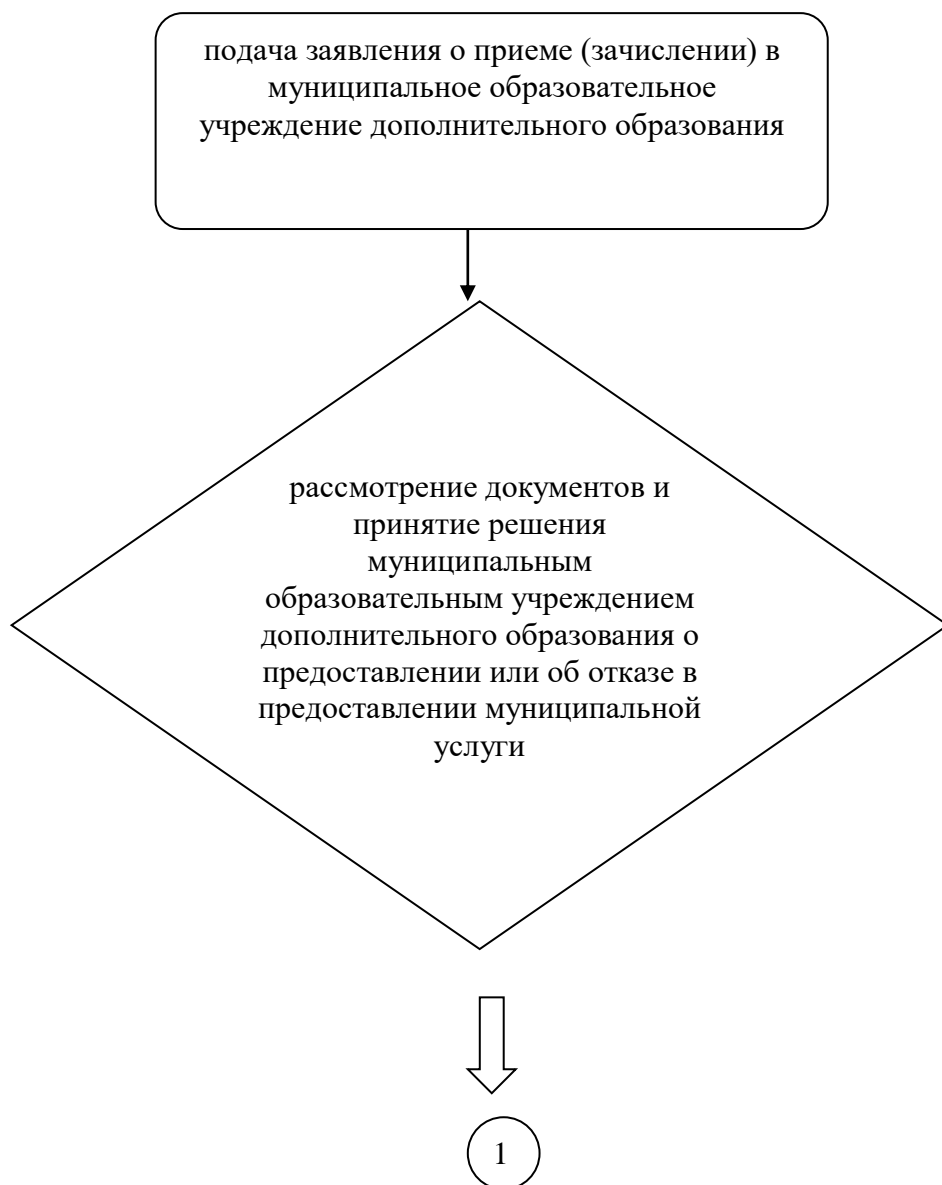 подача заявления о приеме (зачислении) в
муниципальное образовательное
учреждение дополнительного образования
рассмотрение документов и
принятие решения
муниципальным
образовательным учреждением
дополнительного образования о
предоставлении или об отказе в
предоставлении муниципальной
услуги
1